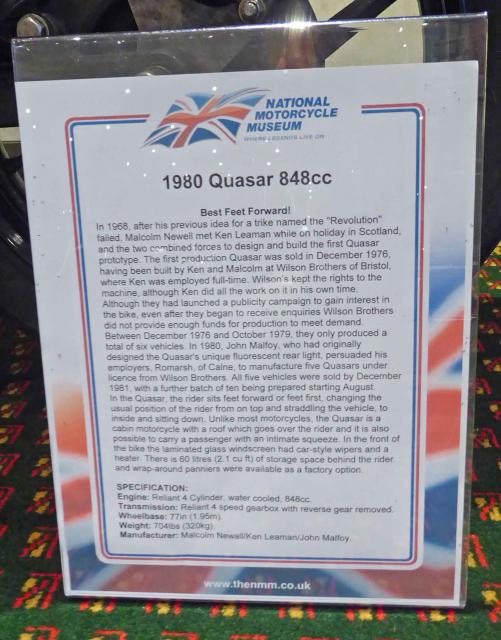 NATIONAL
MOTORCYCLE
MUSEUM
WHERE LEGENDS LIVE ON
1980 Quasar 848cc
Best Feet Forward!
In 1968, after his previous idea for a trike named the "Revolution"
failed, Malcolm Newell met Ken Leaman while on holiday in Scotland,
and the two combined forces to design and build the first Quasar
prototype. The first production Quasar was sold in December 1976,
having been built by Ken and Malcolm at Wilson Brothers of Bristol,
where Ken was employed full-time. Wilson's kept the rights to the
machine, although Ken did all the work on it in his own time.
Although they had launched a publicity campaign to gain interest in
the bike, even after they began to receive enquiries Wilson Brothers
did not provide enough funds for production to meet demand.
Between December 1976 and October 1979, they only produced a
total of six vehicles. In 1980, John Malfoy, who had originally
designed the Quasar's unique fluorescent rear light, persuaded his
employers, Romarsh, of Calne, to manufacture five Quasars under
licence from Wilson Brothers. All five vehicles were sold by December
1981, with a further batch of ten being prepared starting August.
In the Quasar, the rider sits feet forward or feet first, changing the
usual position of the rider from on top and straddling the vehicle, to
inside and sitting down. Unlike most motorcycles, the Quasar is a
cabin motorcycle with a roof which goes over the rider and it is also
possible to carry a passenger with an intimate squeeze. In the front of
the bike the laminated glass windscreen had car-style wipers and a
heater. There is 60 litres (2.1 cu ft) of storage space behind the rider
and wrap-around panniers were available as a factory option.
SPECIFICATION:
Engine: Reliant 4 Cylinder, water cooled, 848cc.
Transmission: Reliant 4 speed gearbox with reverse gear removed.
Wheelbase: 77in (1.95m).
Weight: 704lbs (320kg).
Manufacturer: Malcolm Newall/Ken Leaman/John Malfoy.
www.thenmm.co.uk